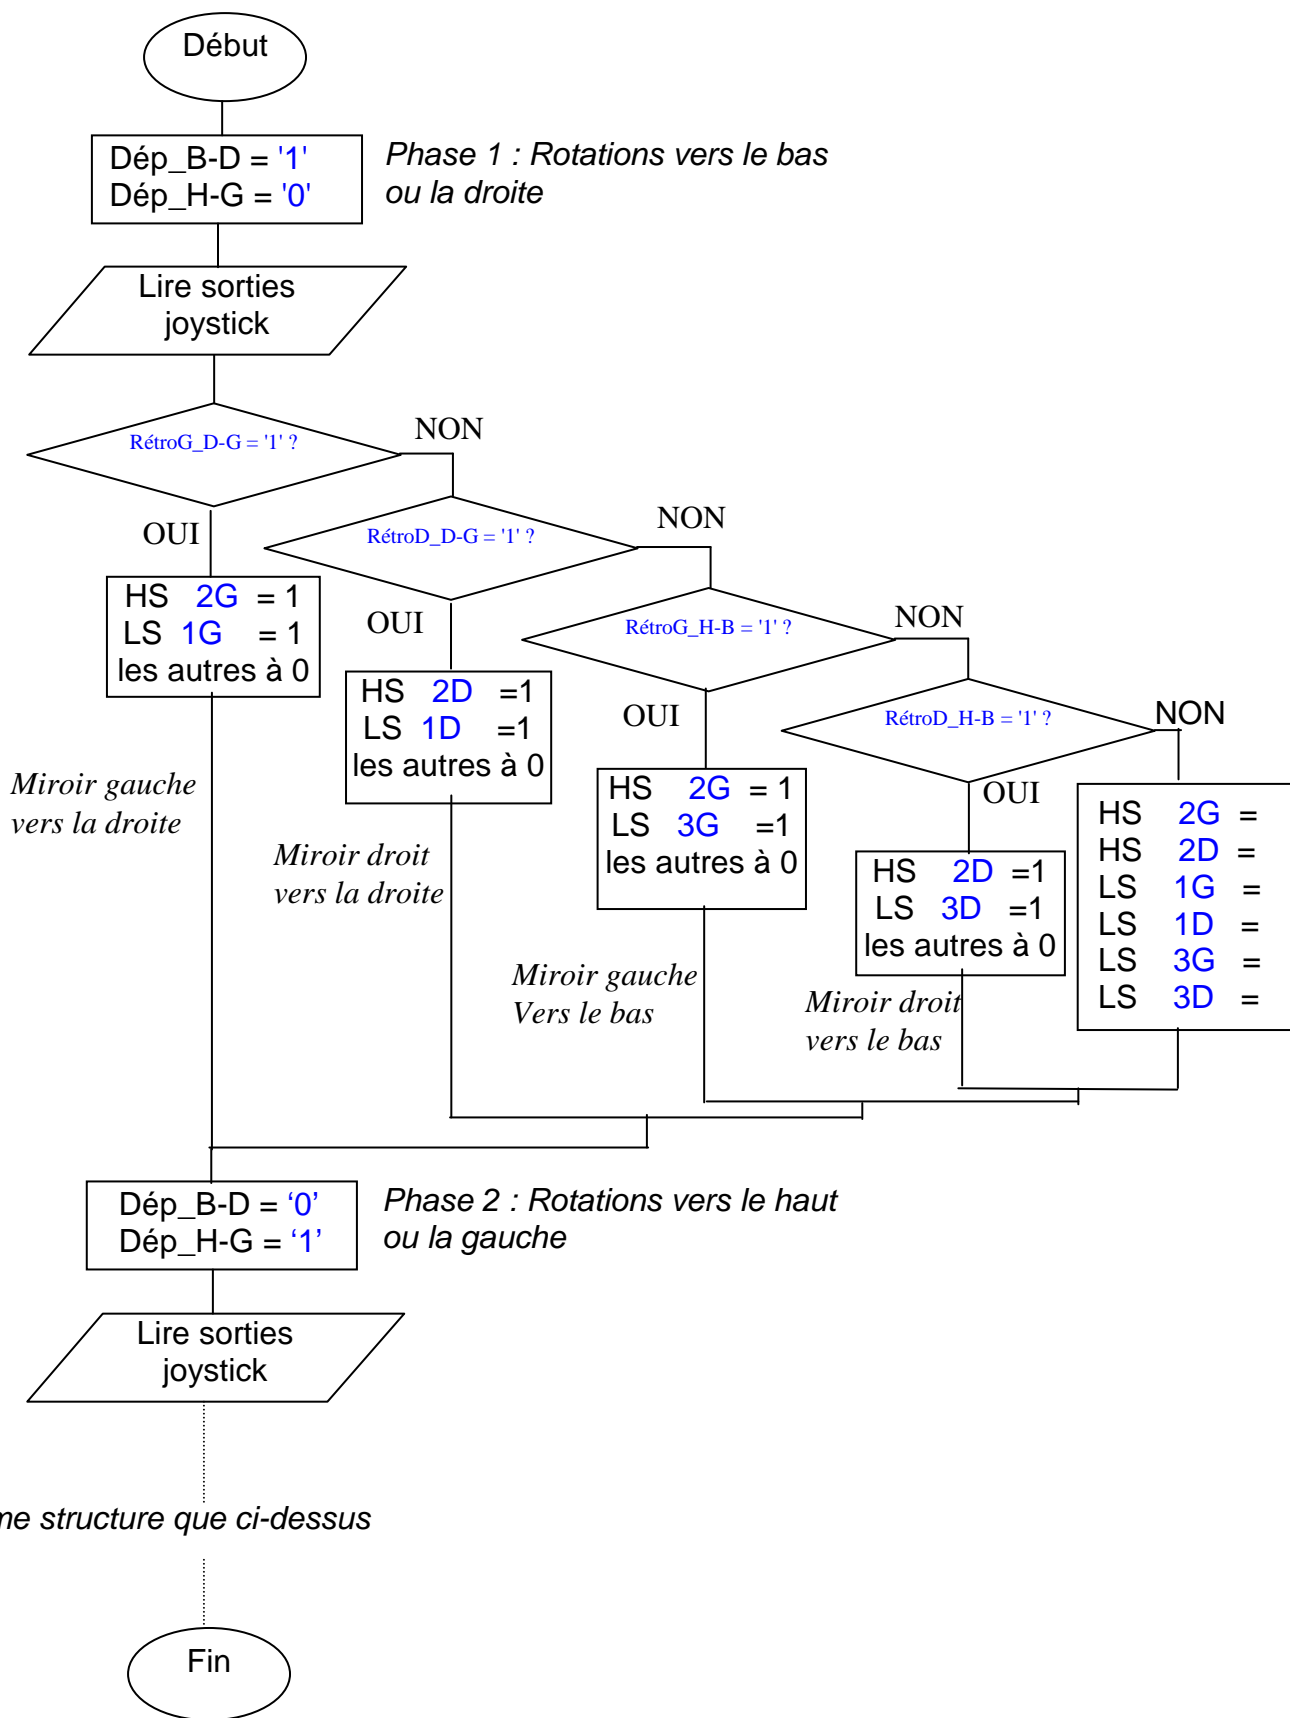 Début
Dép_B-D = '1'
Dép_H-G = '0'
Phase 1 : Rotations vers le bas
ou la droite
Lire sorties
joystick
RétroG_D-G = '1' ?
NON
OUI
RétroD_D-G = '1' ?
NON
HS 2G = 1
LS 1G = 1
les autres à 0
OUI
RétroG_H-B = '1' ?
NON
HS 2D =1
LS 1D =1
les autres à 0
OUI
RétroD_H-B = '1' ?
NON
Miroir gauche
vers la droite
HS 2G = 1
LS 3G =1
les autres à 0
OUI
HS 2G =
HS 2D =
LS 1G =
LS 1D =
LS 3G =
LS 3D =
Miroir droit
vers la droite
HS 2D =1
LS 3D =1
les autres à 0
Miroir gauche
Vers le bas
Miroir droit
vers le bas
Dép_B-D = ‘0’
Dép_H-G = ‘1’
Phase 2 : Rotations vers le haut
ou la gauche
Lire sorties
joystick
me structure que ci-dessus
Fin